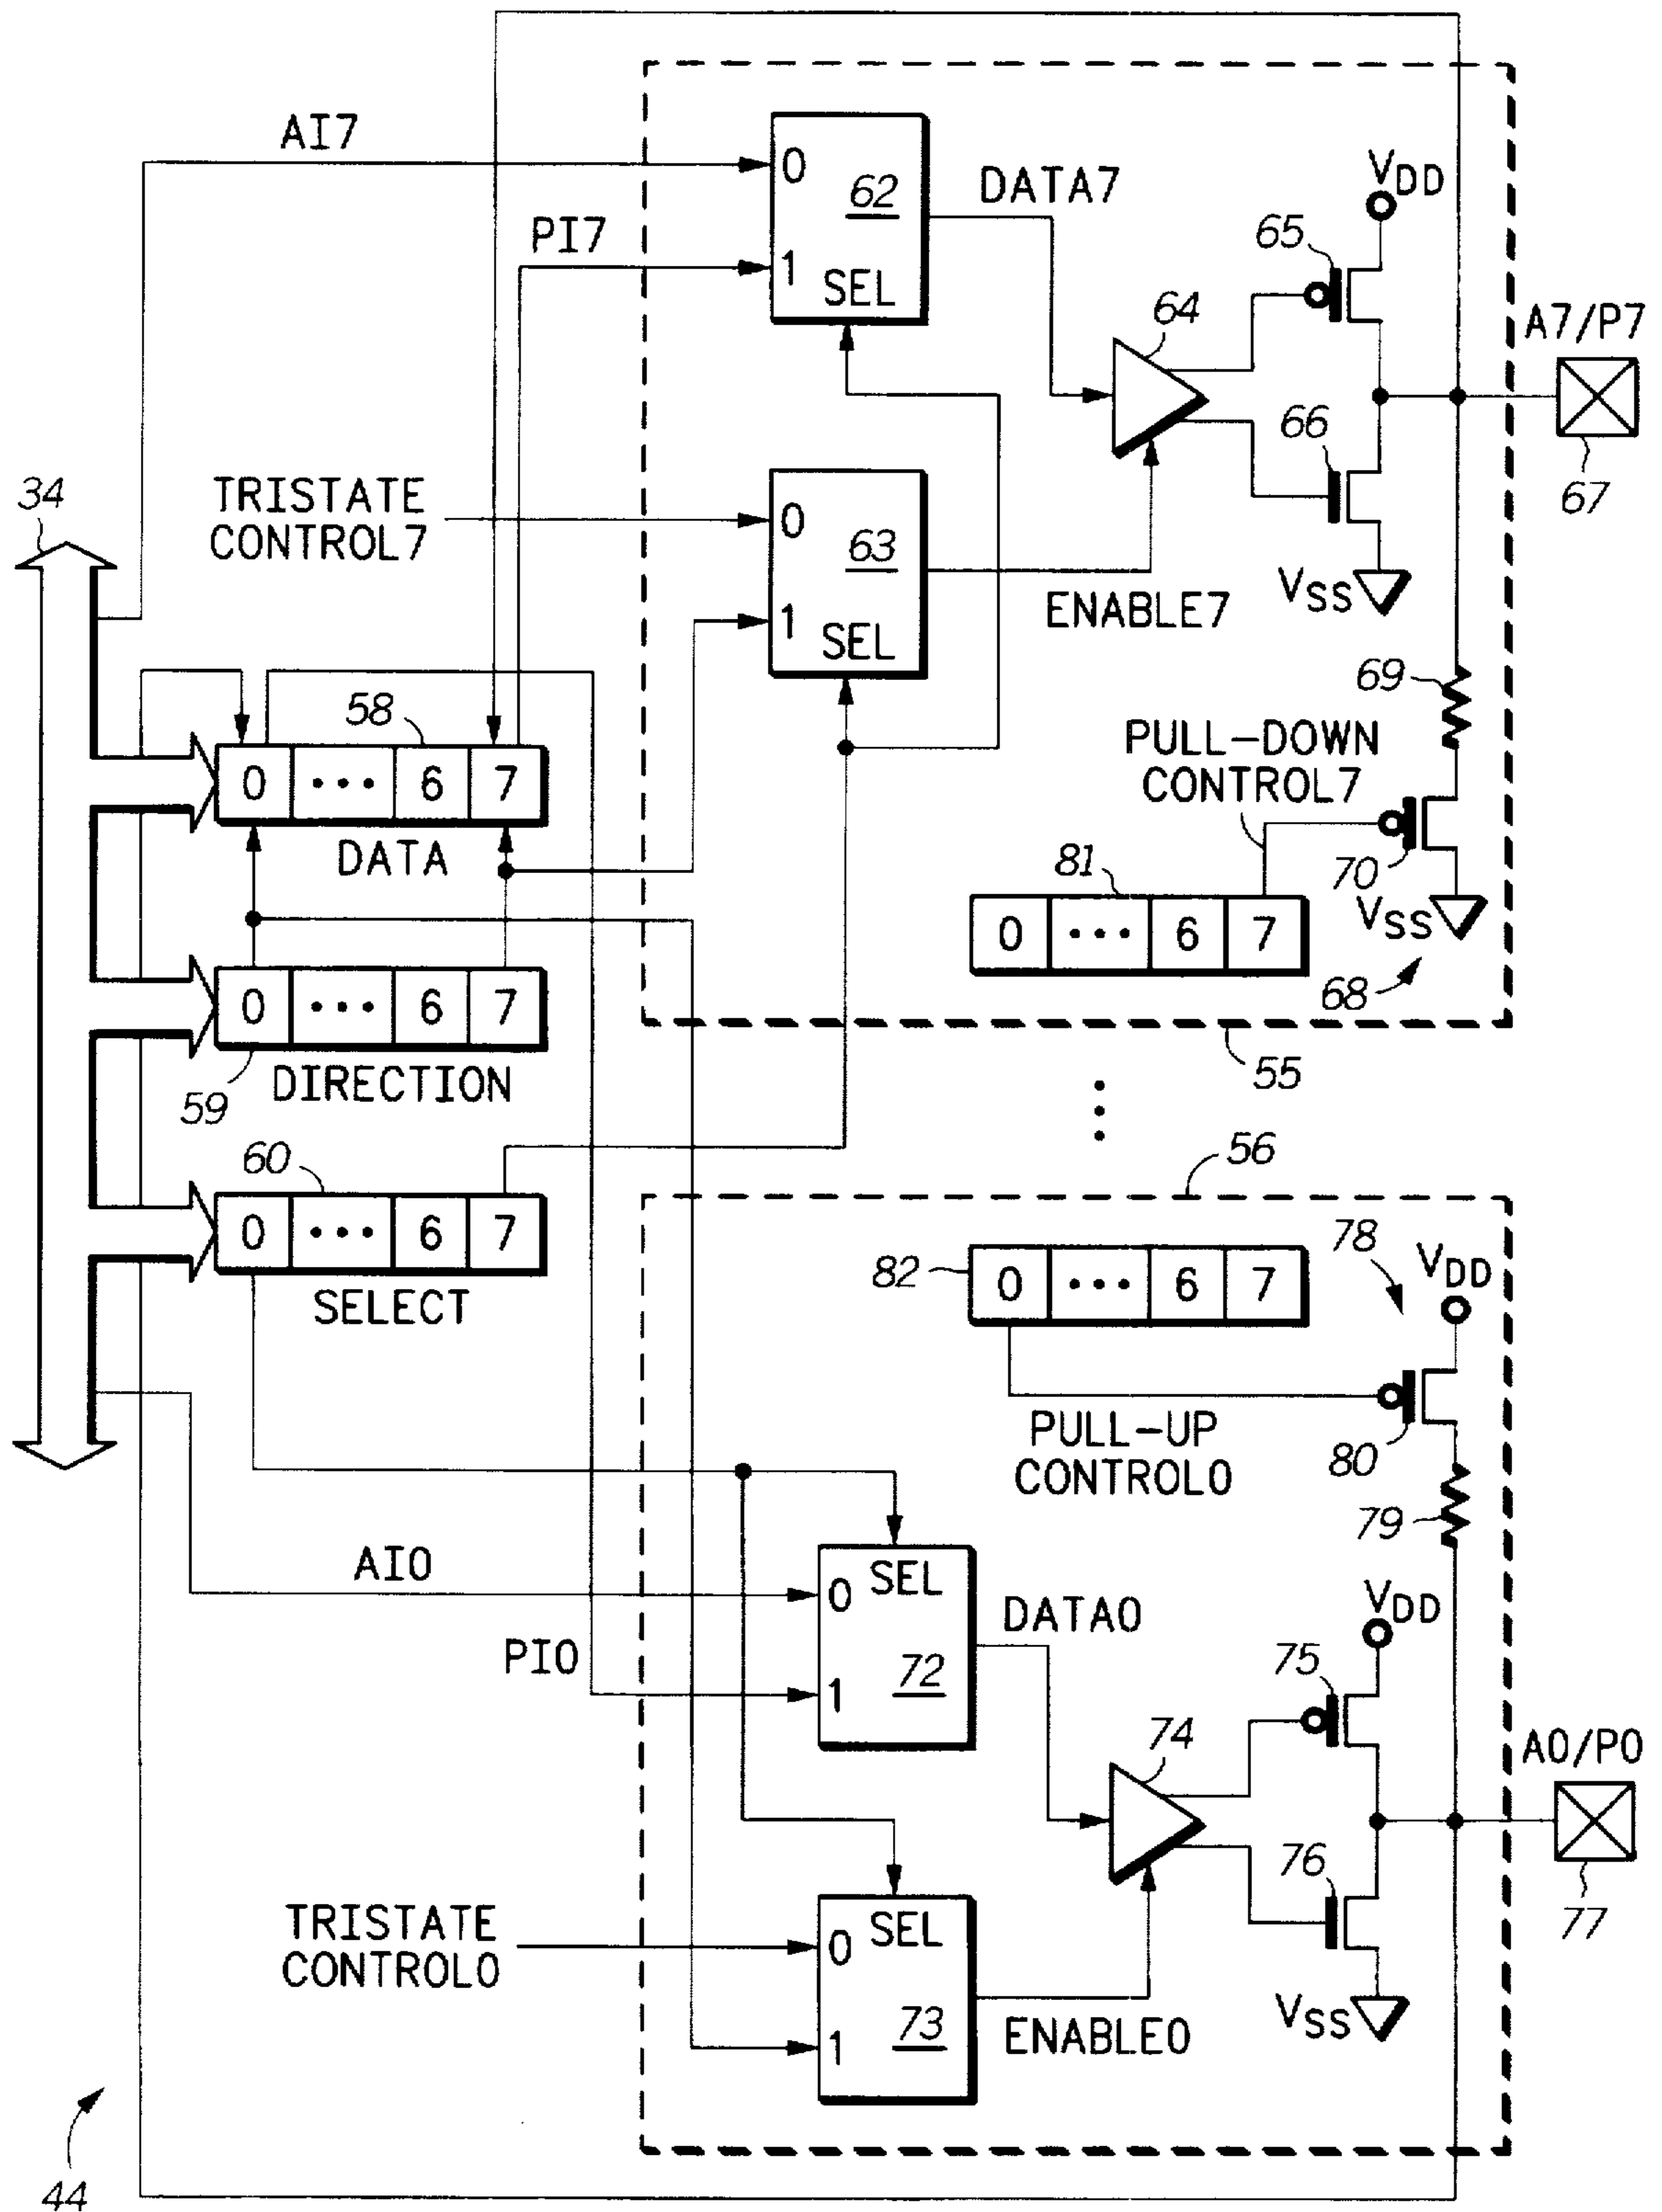 AI7
0
62
DATA7
VDD
PI7
1
SEL
65
64
A7/P7
66
67
34
TRISTATE
CONTROL7
0
63
1
SEL
ENABLE7
VSS
69
58
0 ... 6 7
DATA
PULL-DOWN
CONTROL7
81
70
0 ... 6 7
VSS
68
0 ... 6 7
59
DIRECTION
55
60
56
0 ... 6 7
SELECT
82
0 ... 6 7
78
VDD
PULL-UP
CONTROL0
80
79
AI0
0
SEL
DATA0
VDD
PI0
1
72
75
74
A0/P0
76
77
TRISTATE
CONTROL0
0
SEL
73
1
ENABLE0
VSS
44